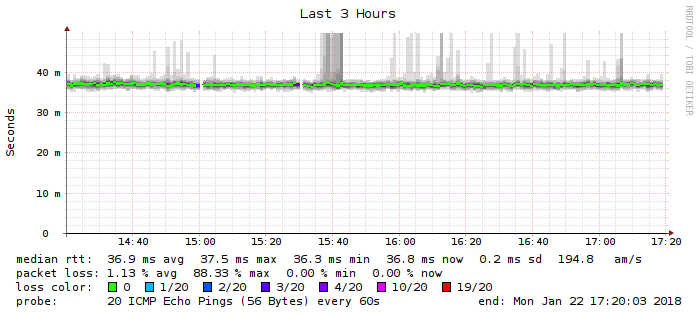 Last 3 Hours
RRDTOOL / TOBI OETIKER
Seconds
40 m
30 m
20 m
10 m
0
14:40 15:00 15:20 15:40 16:00 16:20 16:40 17:00 17:20
median rtt: 36.9 ms avg 37.5 ms max 36.3 ms min 36.8 ms now 0.2 ms sd 194.8 am/s
packet loss: 1.13 % avg 88.33 % max 0.00 % min 0.00 % now
loss color: 0 1/20 2/20 3/20 4/20 10/20 19/20
probe: 20 ICMP Echo Pings (56 Bytes) every 60s end: Mon Jan 22 17:20:03 2018